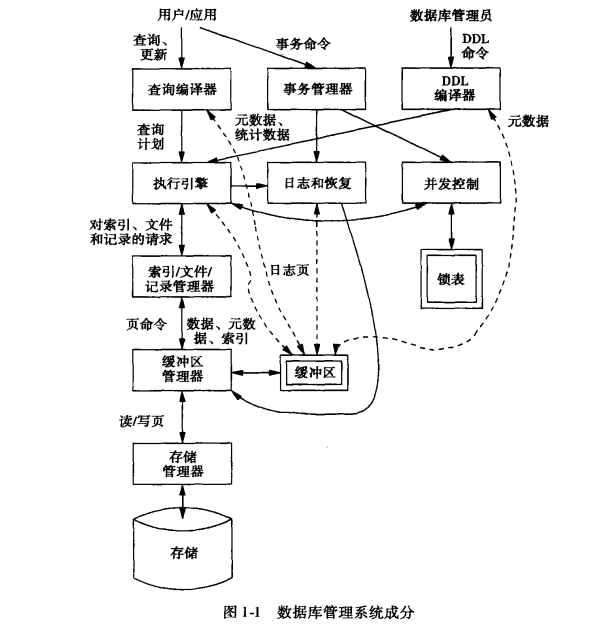 用户/应用
数据库管理员
查询、
更新
事务命令
DDL
命令
查询编译器
事务管理器
DDL
编译器
查询
计划
元数据、
统计数据
元数据
执行引擎
日志和恢复
并发控制
对索引、文件
和记录的请求
索引/文件/
记录管理器
日志页
锁表
页命令
数据、元数
据、索引
缓冲区
管理器
缓冲区
读/写页
存储
管理器
存储
图 1-1 数据库管理系统成分